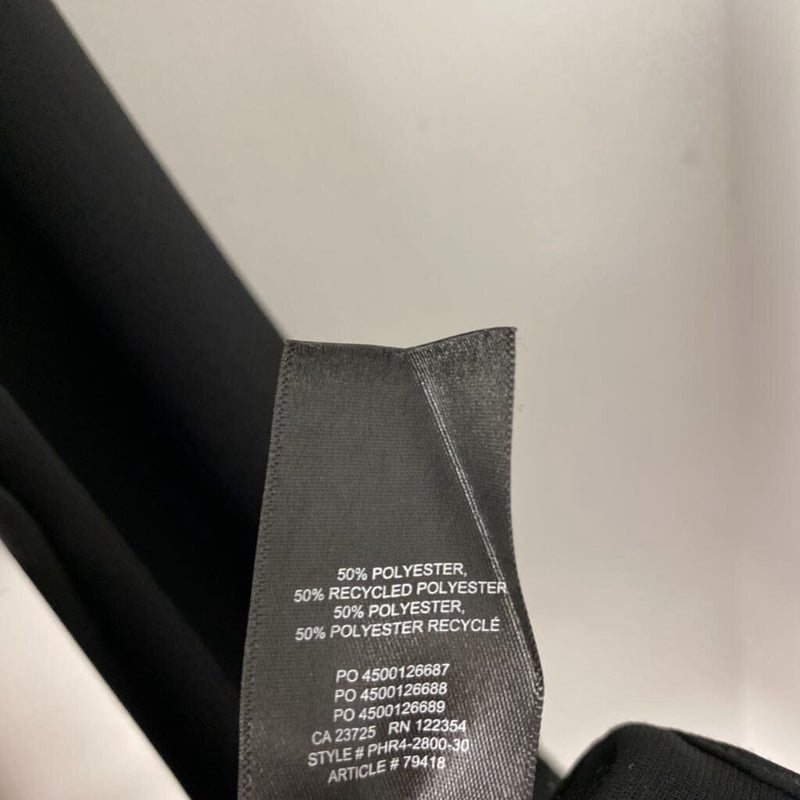 50% POLYESTER,
50% RECYCLED POLYESTER
50% POLYESTER,
50% POLYESTER RECYCLÉ
PO 4500126687
PO 4500126688
PO 4500126689
CA 23725 RN 122354
STYLE # PHR4-2800-30
ARTICLE # 79418